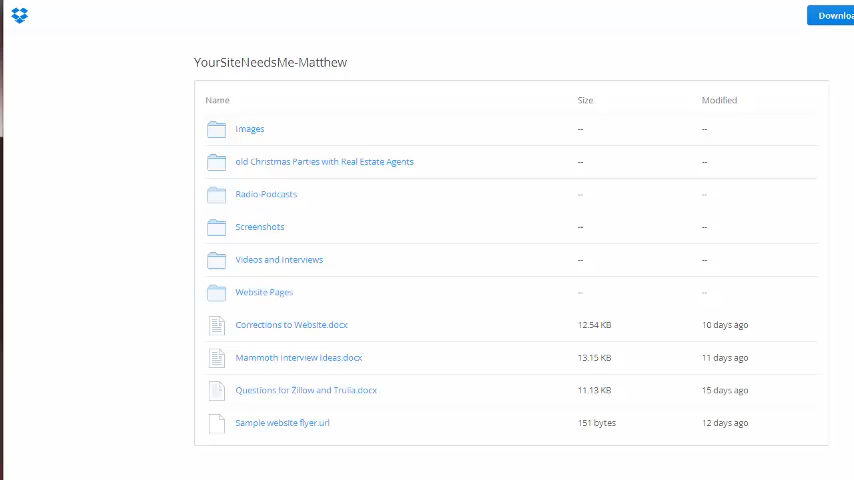 Downloa
YourSiteNeedsMe-Matthew
Name Size Modified
Images -- --
old Christmas Parties with Real Estate Agents -- --
Radio-Podcasts -- --
Screenshots -- --
Videos and Interviews -- --
Website Pages -- --
Corrections to Website.docx 12.54 KB 10 days ago
Mammoth Interview Ideas.docx 13.15 KB 11 days ago
Questions for Zillow and Trulia.docx 11.13 KB 15 days ago
Sample website flyer.url 151 bytes 12 days ago